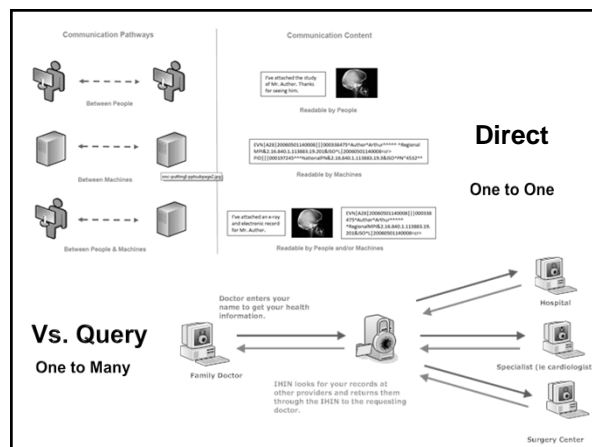 Communication Pathways
Communication Content
I've attached the study
of Mr. Auther. Thanks
for seeing him.
Between People
Readable by People
Direct
Between Machines
Readable by Machines
One to One
I've attached an x-ray
and electronic record
for Mr. Author.
Between People & Machines
Readable by People and/or Machines
Doctor enters your
name to get your health
information.
Hospital
Vs. Query
One to Many
Family Doctor
Specialist (ie cardiologist
IHIN looks for your records at
other providers and returns them
through the IHIN to the requesting
doctor.
Surgery Center